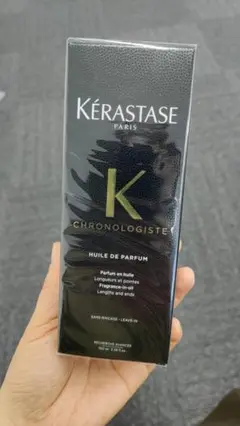 KÉRASTASE
PARIS
K
CHRONOLOGISTE
HUILE DE PARFUM
Parfum en huile
Longueurs et pointes
Fragrance-in-oil
Lengths and ends
SANS RINÇAGE - LEAVE-IN